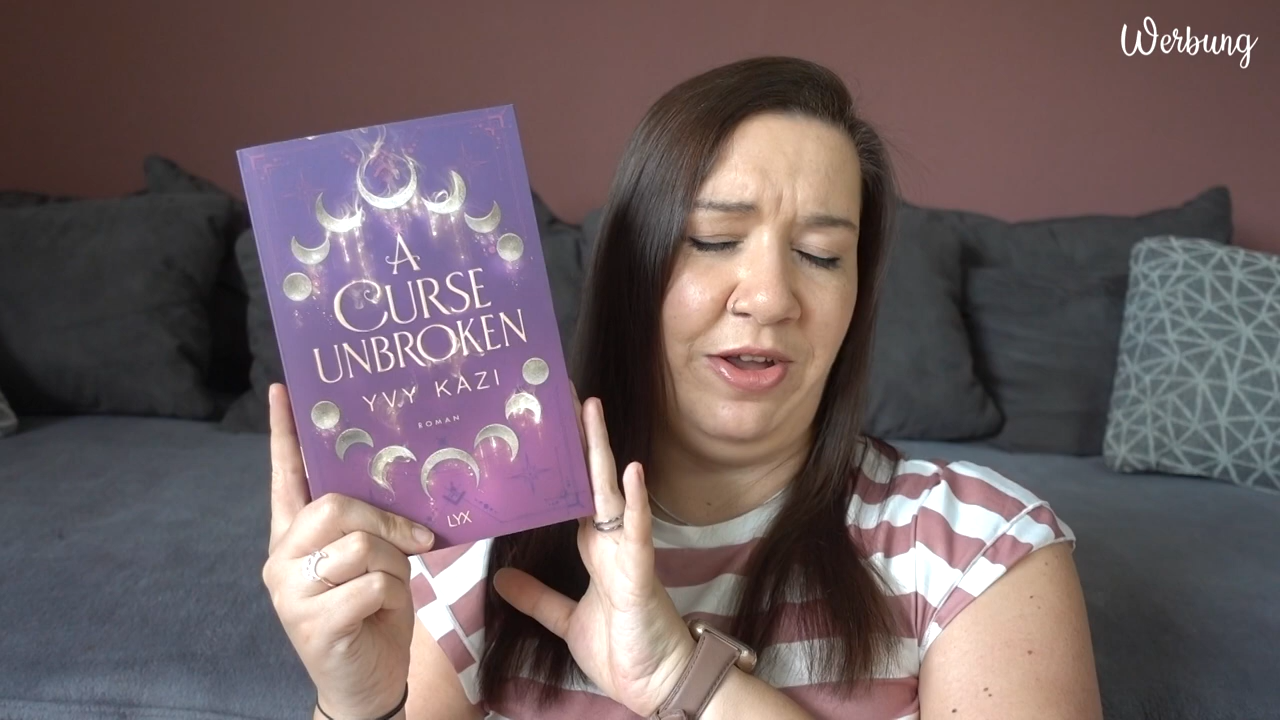 Werbung
A
CURSE
UNBROKEN
YVY KAZI
ROMAN
LYX